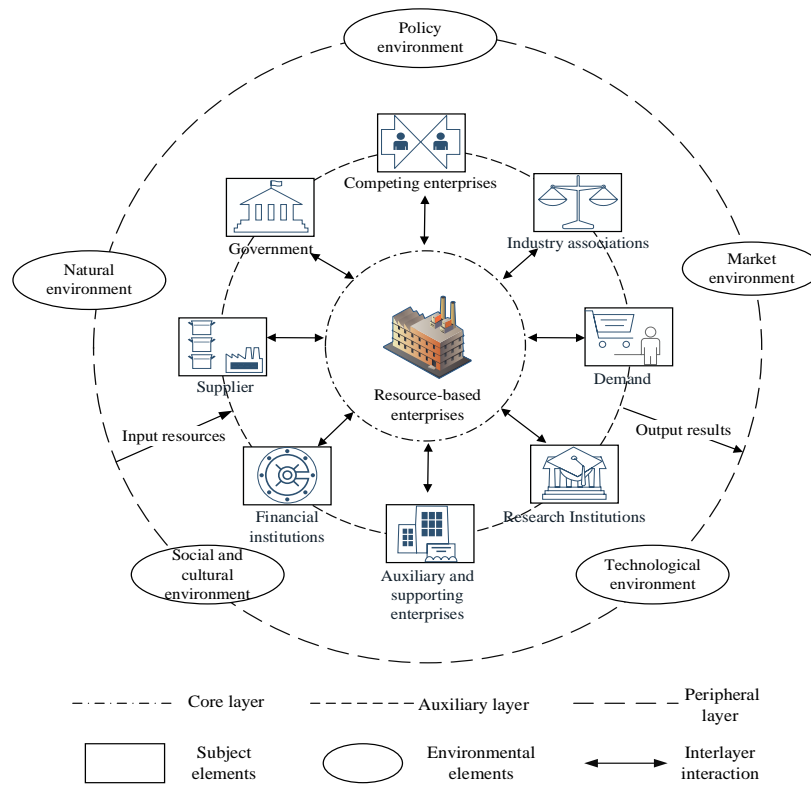 Policy
environment
Competing enterprises
Government
Industry associations
Natural
environment
Market
environment
Supplier
Resource-based
enterprises
Demand
Input resources
Output results
Financial
institutions
Research Institutions
Social and
cultural
environment
Auxiliary and
supporting
enterprises
Technological
environment
Core layer
Auxiliary layer
Peripheral
layer
Subject
elements
Environmental
elements
Interlayer
interaction